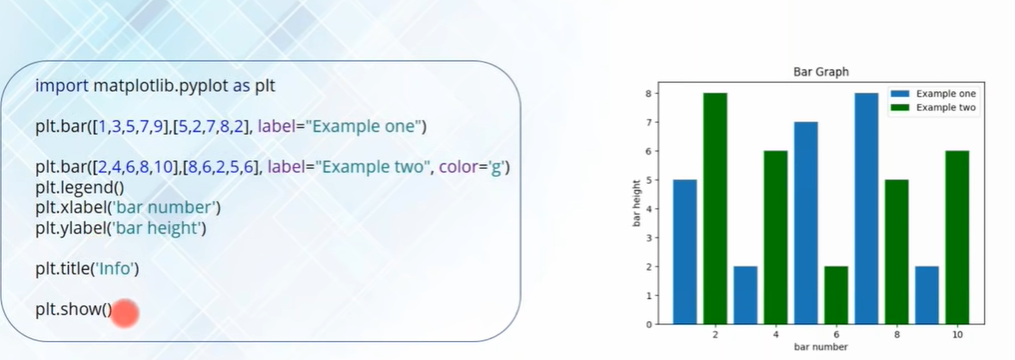 import matplotlib.pyplot as plt
plt.bar([1,3,5,7,9],[5,2,7,8,2], label="Example one")
plt.bar([2,4,6,8,10],[8,6,2,5,6], label="Example two", color='g')
plt.legend()
plt.xlabel('bar number')
plt.ylabel('bar height')
plt.title('Info')
plt.show()
Bar Graph
Example one
Example two
bar height
8
7
6
5
4
3
2
1
0
2 4 6 8 10
bar number